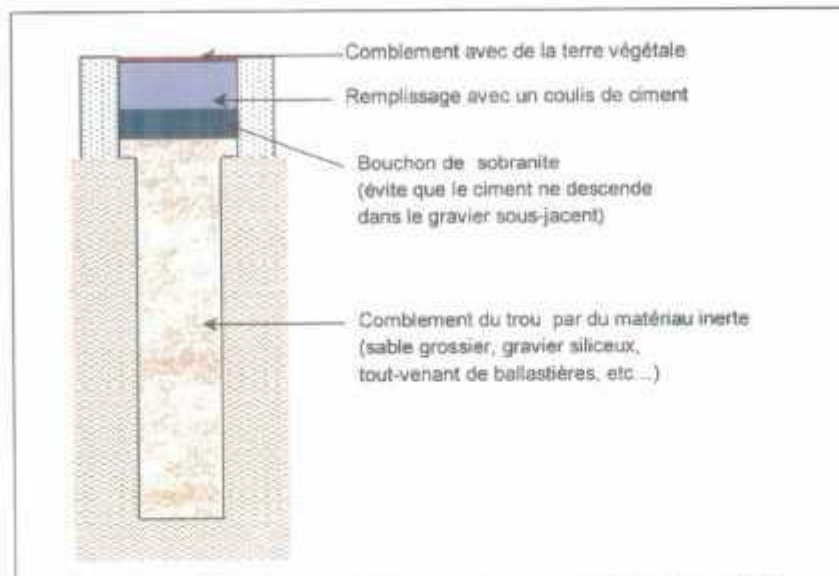 Comblement avec de la terre végétale
Remplissage avec un coulis de ciment
Bouchon de sobranite
(évite que le ciment ne descende
dans le gravier sous-jacent)
Comblement du trou par du matériau inerte
(sable grossier, gravier siliceux,
tout-venant de ballastières, etc...)